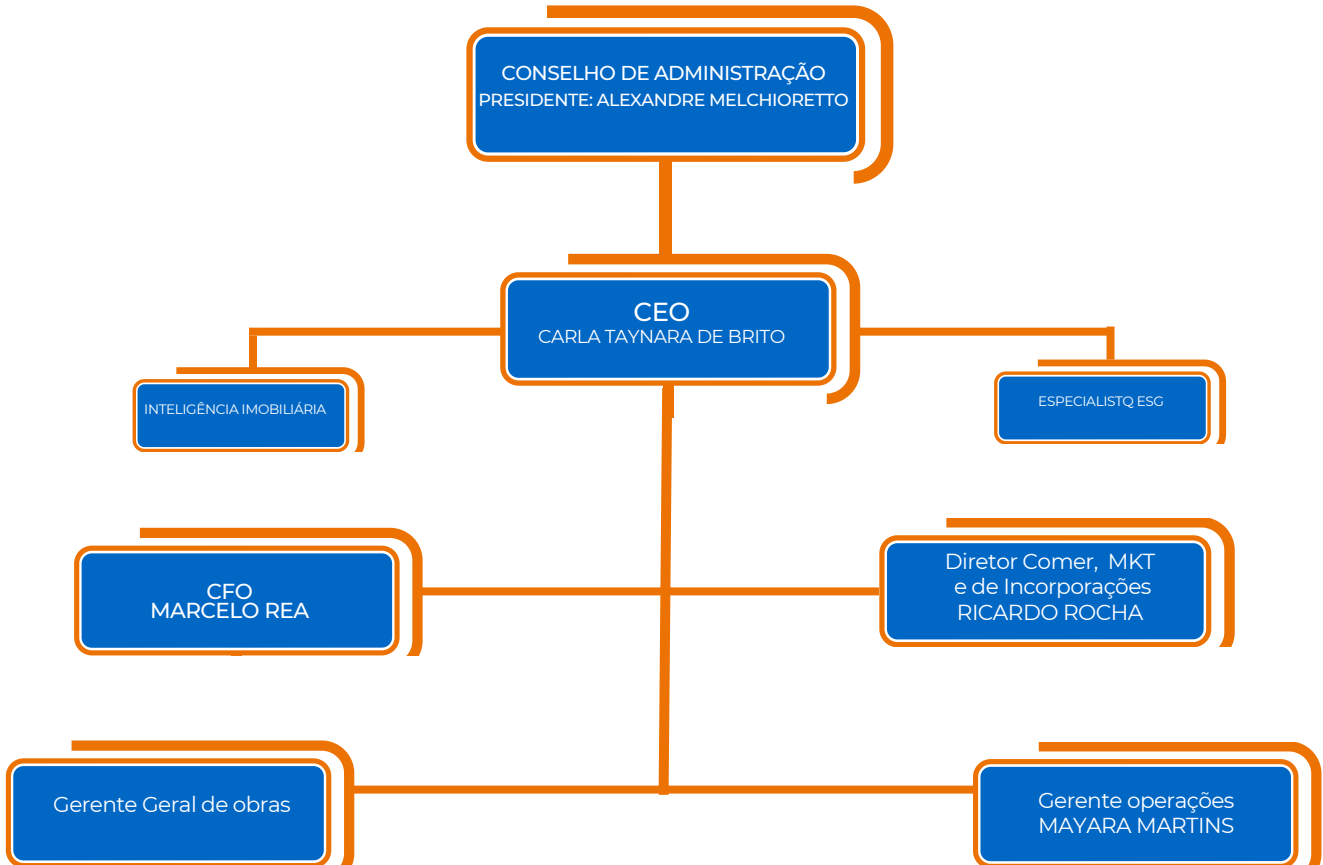 CONSELHO DE ADMINISTRAÇÃO
PRESIDENTE: ALEXANDRE MELCHIORETTO
CEO
CARLA TAYNARA DE BRITO
INTELIGÊNCIA IMOBILIÁRIA
ESPECIALISTQ ESG
CFO
MARCELO REA
Diretor Comer, MKT
e de Incorporações
RICARDO ROCHA
Gerente Geral de obras
Gerente operações
MAYARA MARTINS